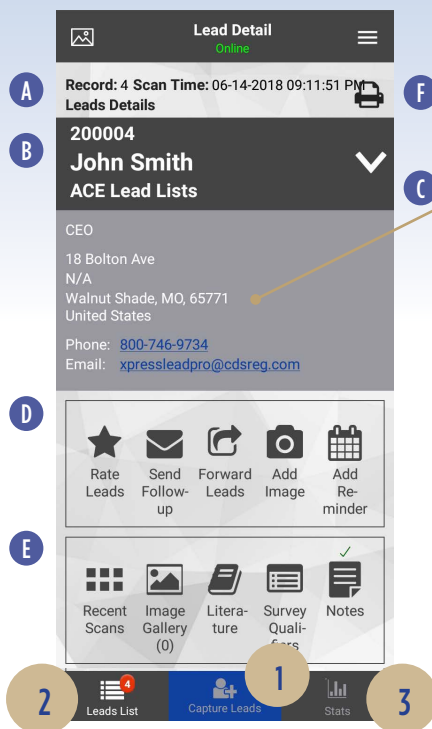 Lead Detail
Online
A
Record: 4 Scan Time: 06-14-2018 09:11:51 PM
F
Leads Details
B
200004
John Smith
ACE Lead Lists
C
CEO
18 Bolton Ave
N/A
Walnut Shade, MO, 65771
United States
Phone: 800-746-9734
Email: xpressleadpro@cdsreg.com
D
Rate
Leads
Send
Follow-
up
Forward
Leads
Add
Image
Add
Re-
minder
E
Recent
Scans
Image
Gallery
(0)
Litera-
ture
Survey
Quali-
fiers
Notes
2
4
Leads List
1
Capture Leads
Stats
3